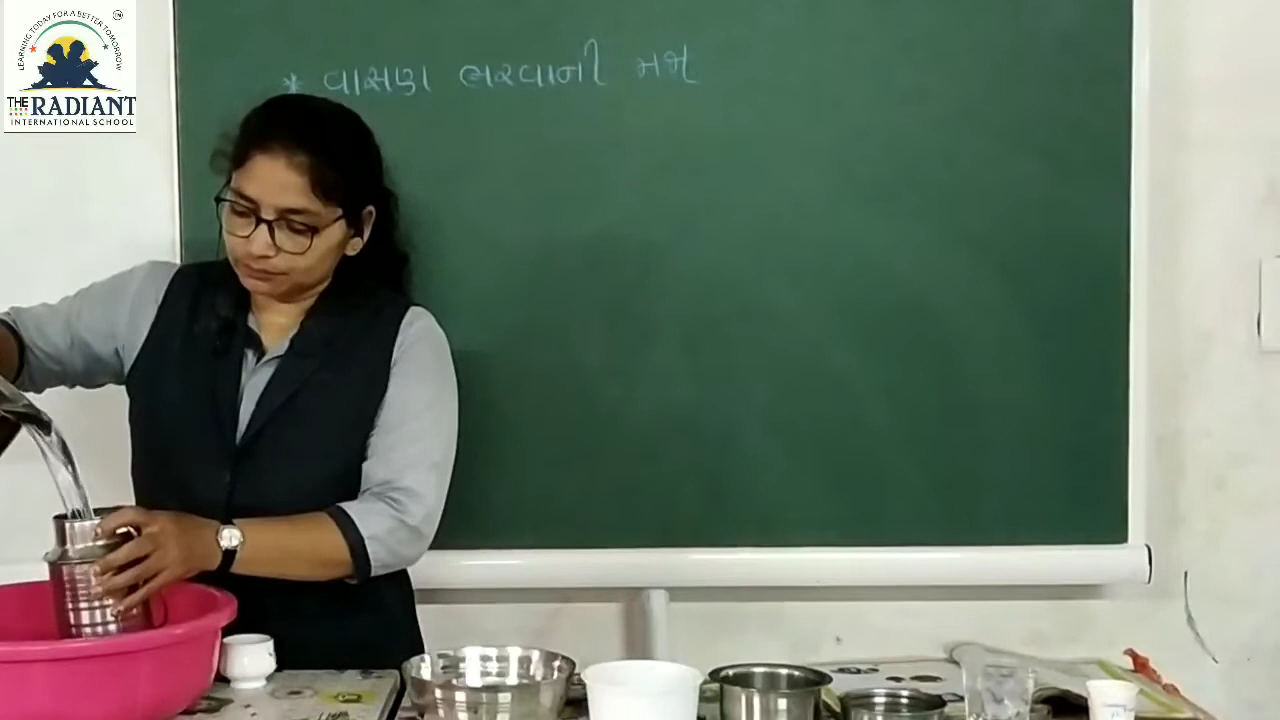 LEARNING TODAY FOR A BETTER TOMORROW
THE RADIANT
INTERNATIONAL SCHOOL
* વાસણ ભરવાની મજા